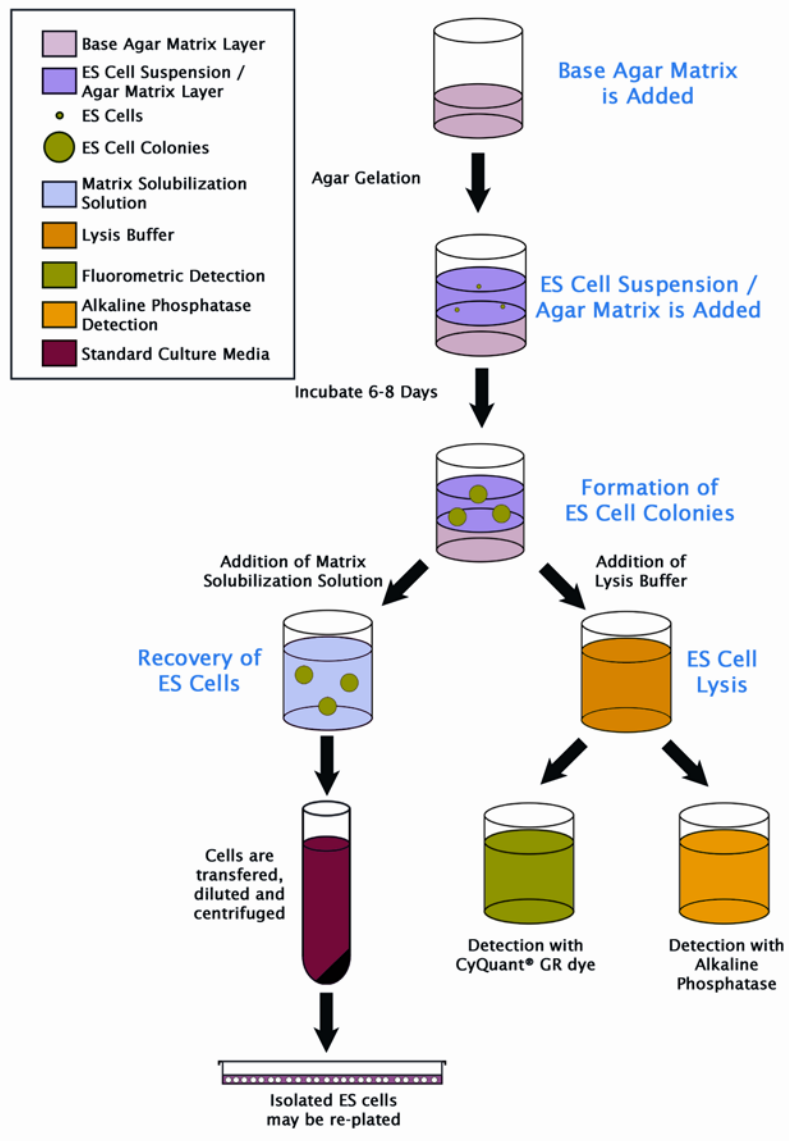 Base Agar Matrix Layer
ES Cell Suspension /
Agar Matrix Layer
ES Cells
ES Cell Colonies
Matrix Solubilization
Solution
Lysis Buffer
Fluorometric Detection
Alkaline Phosphatase
Detection
Standard Culture Media
Base Agar Matrix
is Added
Agar Gelation
ES Cell Suspension /
Agar Matrix is Added
Incubate 6-8 Days
Formation of
ES Cell Colonies
Addition of Matrix
Solubilization Solution
Addition of
Lysis Buffer
Recovery of
ES Cells
ES Cell
Lysis
Cells are
transfered,
diluted and
centrifuged
Detection with
CyQuant® GR dye
Detection with
Alkaline
Phosphatase
Isolated ES cells
may be re-plated